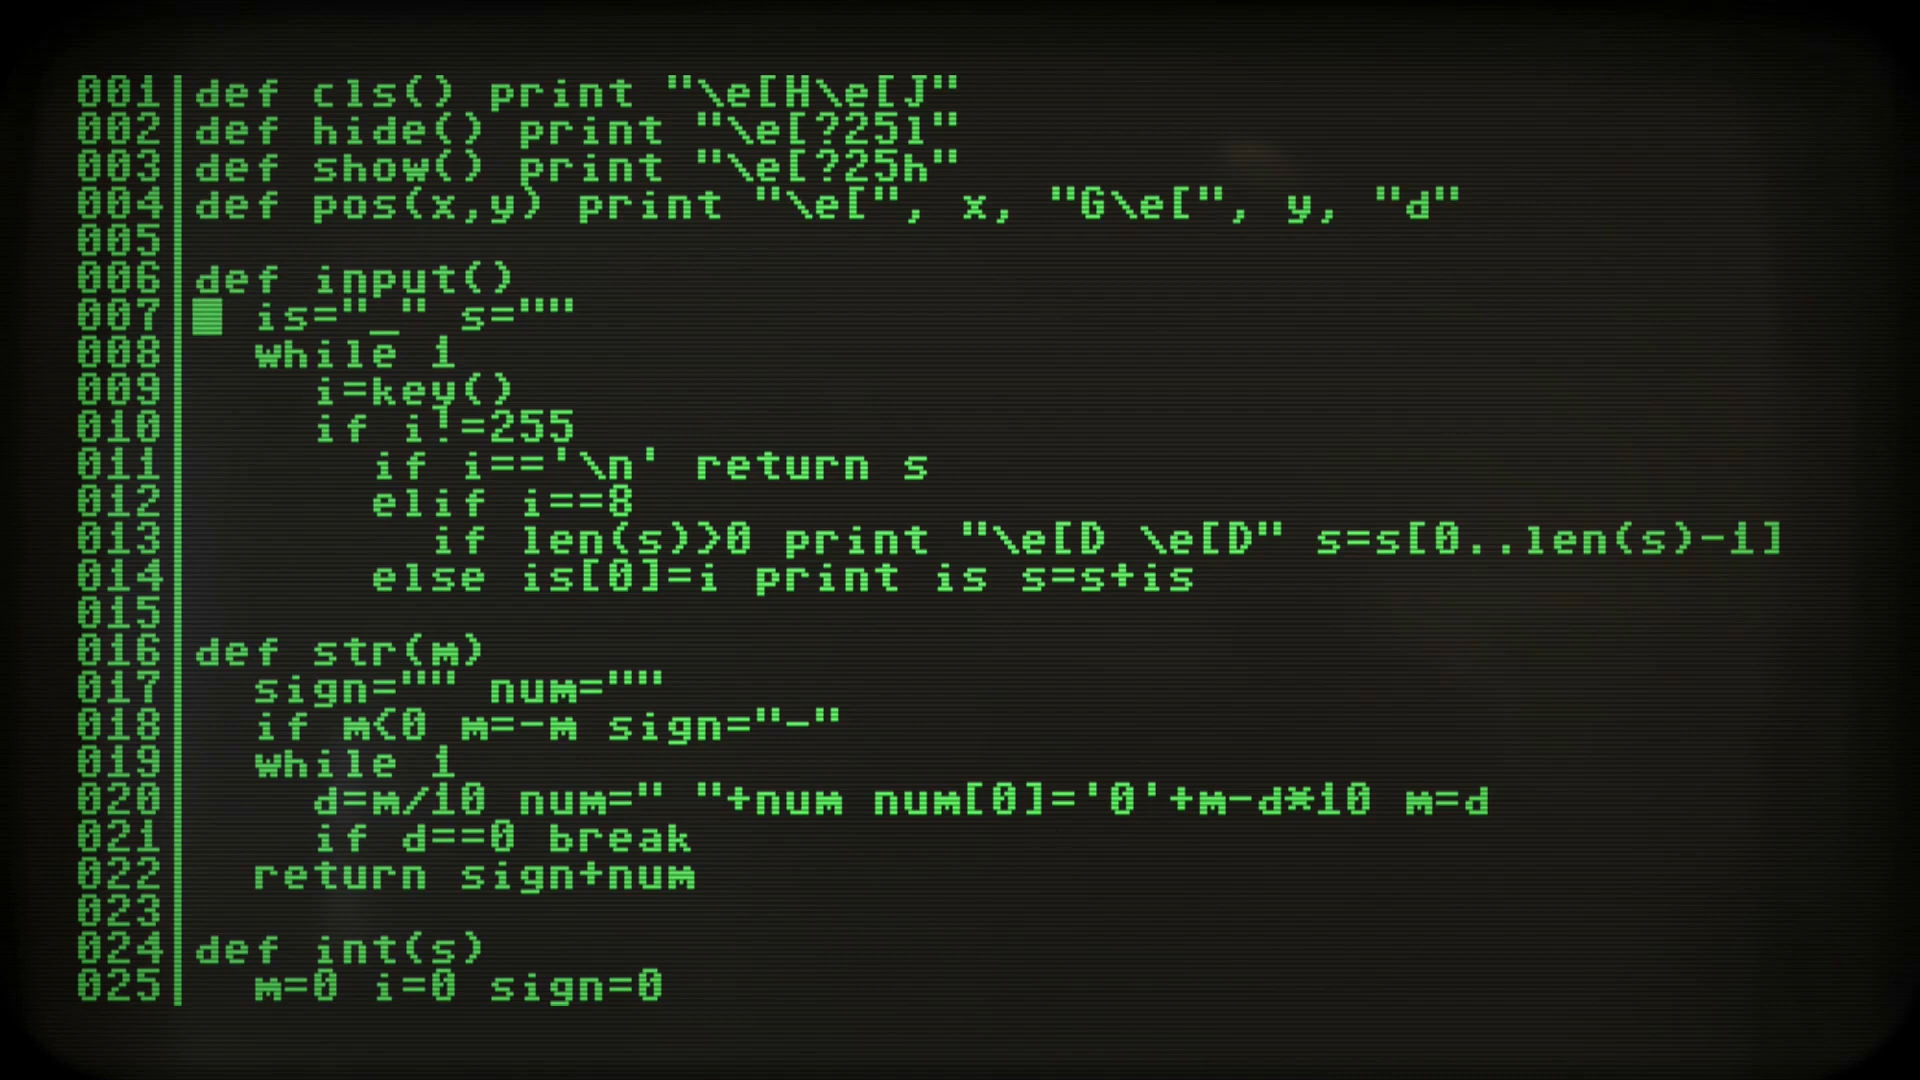 001 def cls() print "\e[H\e[J"
002 def hide() print "\e[?25l"
003 def show() print "\e[?25h"
004 def pos(x,y) print "\e[", x, "G\e[", y, "d"
005
006 def input()
007   is="_" s=""
008   while 1
009     i=key()
010     if i!=255
011       if i=='\n' return s
012       elif i==8
013         if len(s)>0 print "\e[D \e[D" s=s[0..len(s)-1]
014       else is[0]=i print is s=s+is
015
016 def str(m)
017   sign="" num=""
018   if m<0 m=-m sign="-"
019   while 1
020     d=m/10 num=" "+num num[0]='0'+m-d*10 m=d
021     if d==0 break
022   return sign+num
023
024 def int(s)
025   m=0 i=0 sign=0